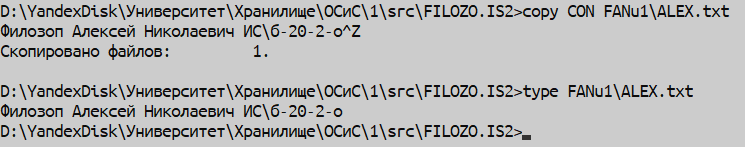 D:\YandexDisk\Университет\Хранилище\ОСиС\1\src\FILOZO.IS2>copy CON FANu1\ALEX.txt
Филозоп Алексей Николаевич ИС\б-20-2-о^Z
Скопировано файлов:         1.
D:\YandexDisk\Университет\Хранилище\ОСиС\1\src\FILOZO.IS2>type FANu1\ALEX.txt
Филозоп Алексей Николаевич ИС\б-20-2-о
D:\YandexDisk\Университет\Хранилище\ОСиС\1\src\FILOZO.IS2>